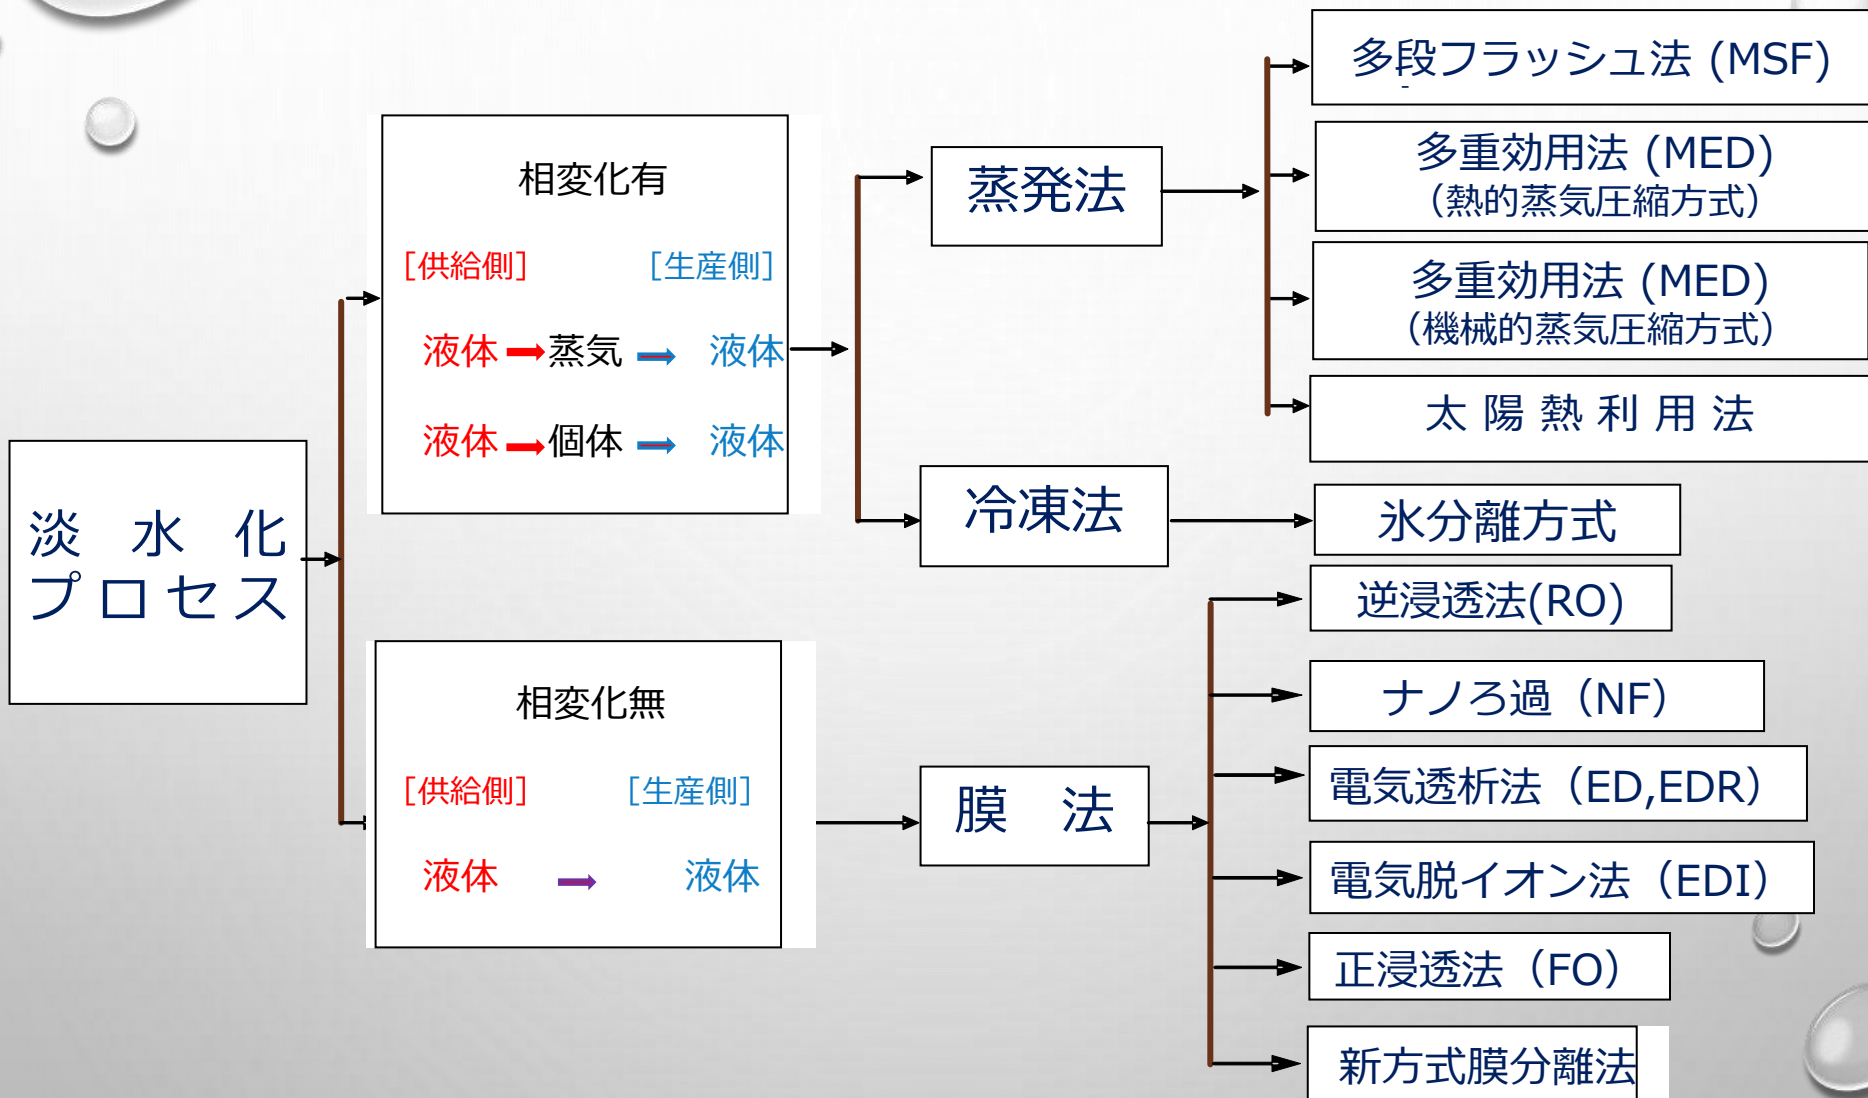 淡 水 化
プロセス
相変化有
[供給側] [生産側]
液体 蒸気 液体
液体 個体 液体
相変化無
[供給側] [生産側]
液体 液体
蒸発法
冷凍法
膜 法
多段フラッシュ法 (MSF)
多重効用法 (MED)
（熱的蒸気圧縮方式）
多重効用法 (MED)
（機械的蒸気圧縮方式）
太 陽 熱 利 用 法
氷分離方式
逆浸透法(RO)
ナノろ過（NF）
電気透析法（ED,EDR）
電気脱イオン法（EDI）
正浸透法（FO）
新方式膜分離法